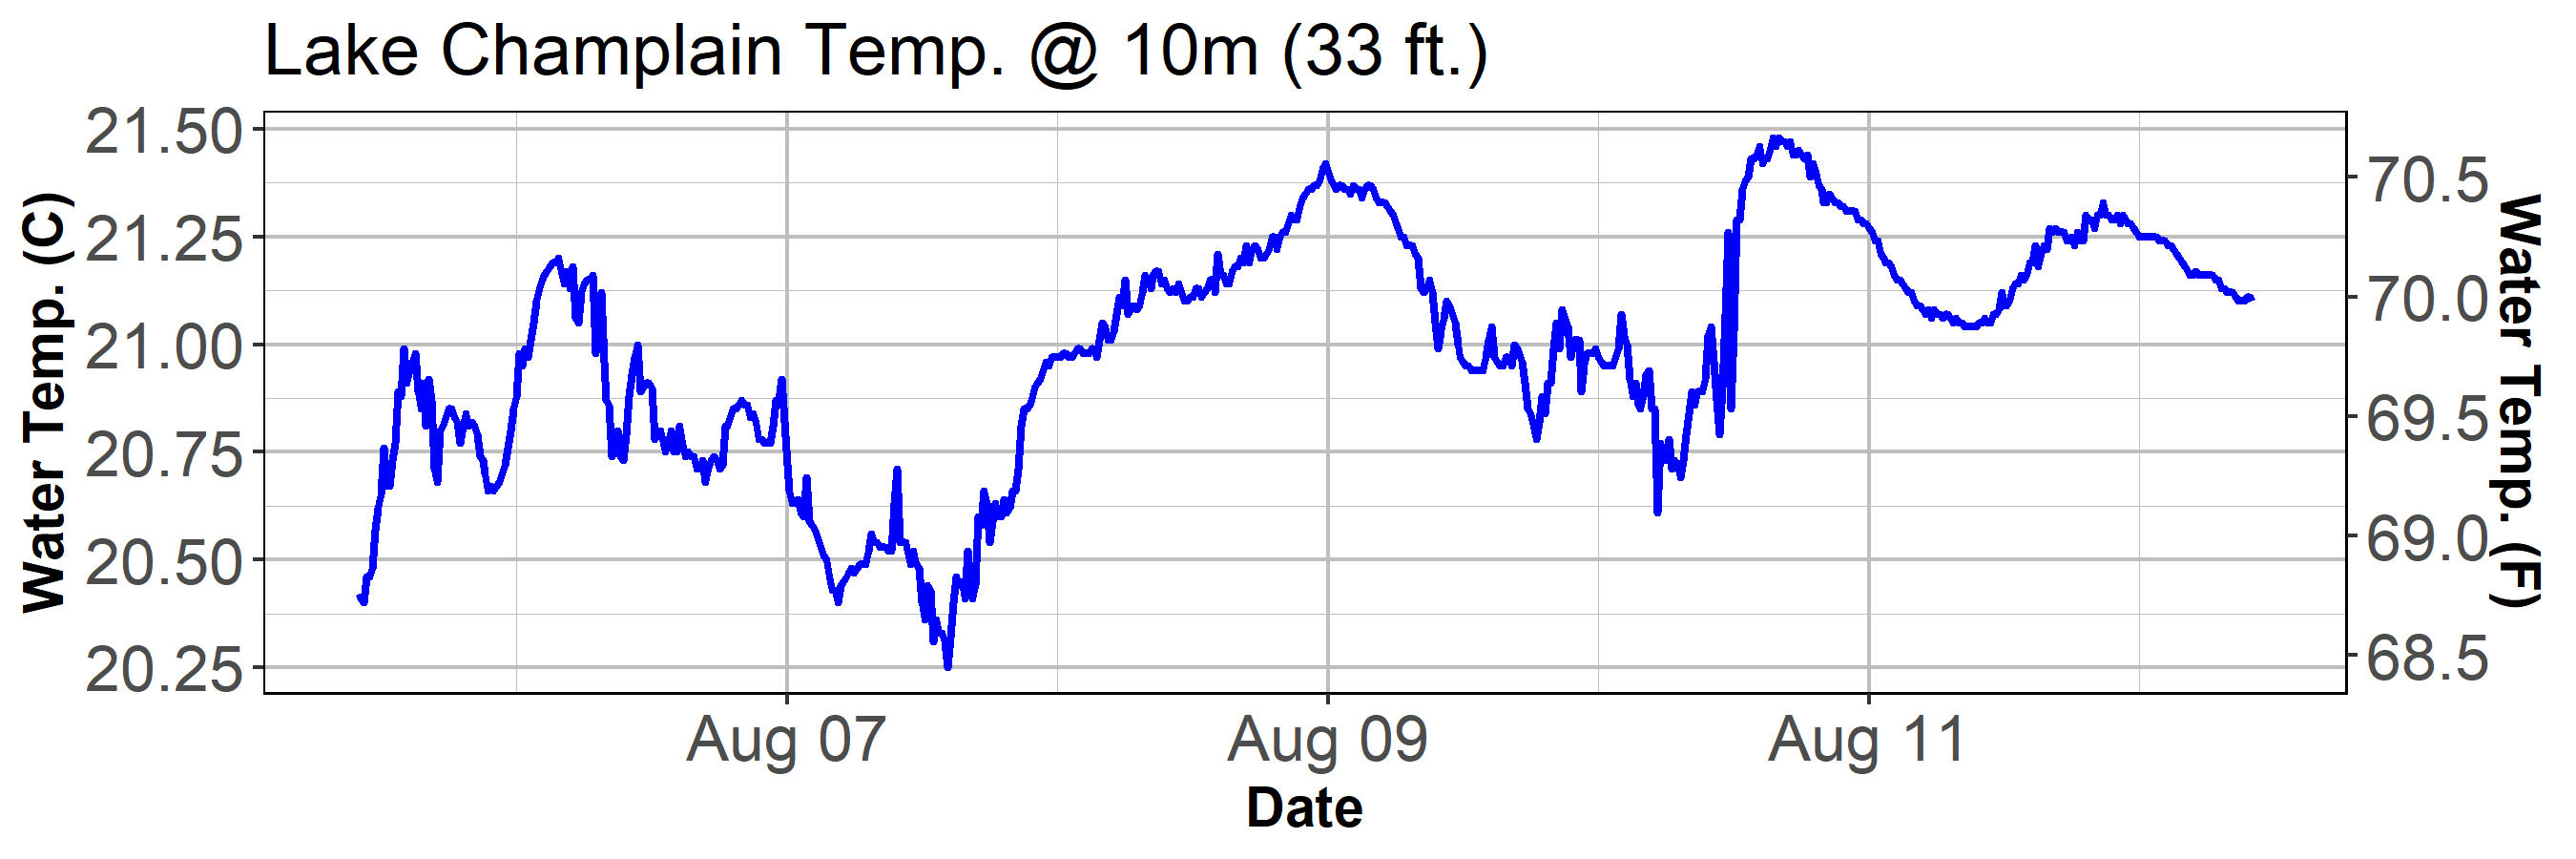 Lake Champlain Temp. @ 10m (33 ft.)
Water Temp. (C)
21.50
21.25
21.00
20.75
20.50
20.25
70.5
70.0
69.5
69.0
68.5
Water Temp. (F)
Aug 07
Aug 09
Aug 11
Date